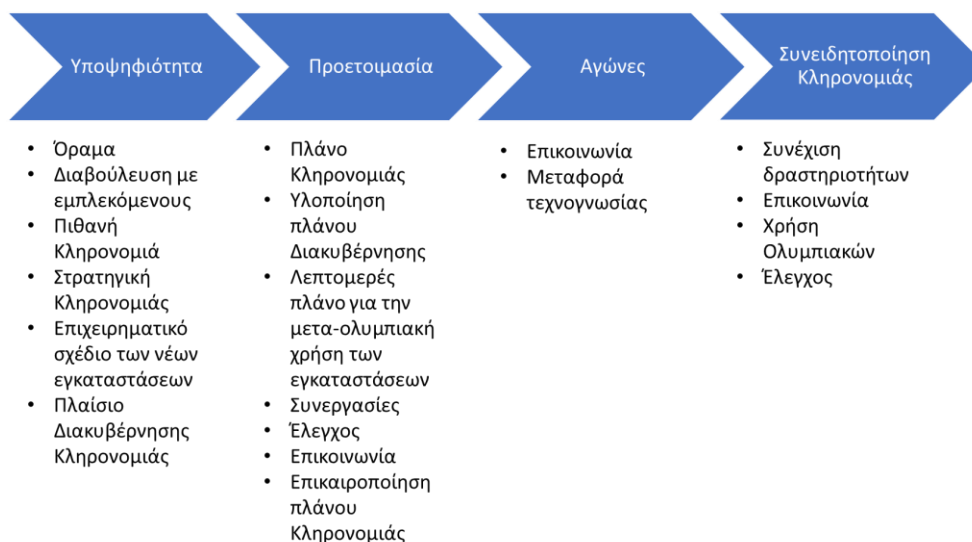 Υποψηφιότητα
Προετοιμασία
Αγώνες
Συνειδητοποίηση
Κληρονομιάς
• Όραμα
• Διαβούλευση με
εμπλεκόμενους
• Πιθανή
Κληρονομιά
• Στρατηγική
Κληρονομιάς
• Επιχειρηματικό
σχέδιο των νέων
εγκαταστάσεων
• Πλαίσιο
Διακυβέρνησης
Κληρονομιάς
• Πλάνο
Κληρονομιάς
• Υλοποίηση
πλάνου
Διακυβέρνησης
• Λεπτομερές
πλάνο για την
μετα-ολυμπιακή
χρήση των
εγκαταστάσεων
• Συνεργασίες
• Έλεγχος
• Επικοινωνία
• Επικαιροποίηση
πλάνου
Κληρονομιάς
• Επικοινωνία
• Μεταφορά
τεχνογνωσίας
• Συνέχιση
δραστηριοτήτων
• Επικοινωνία
• Χρήση
Ολυμπιακών
• Έλεγχος